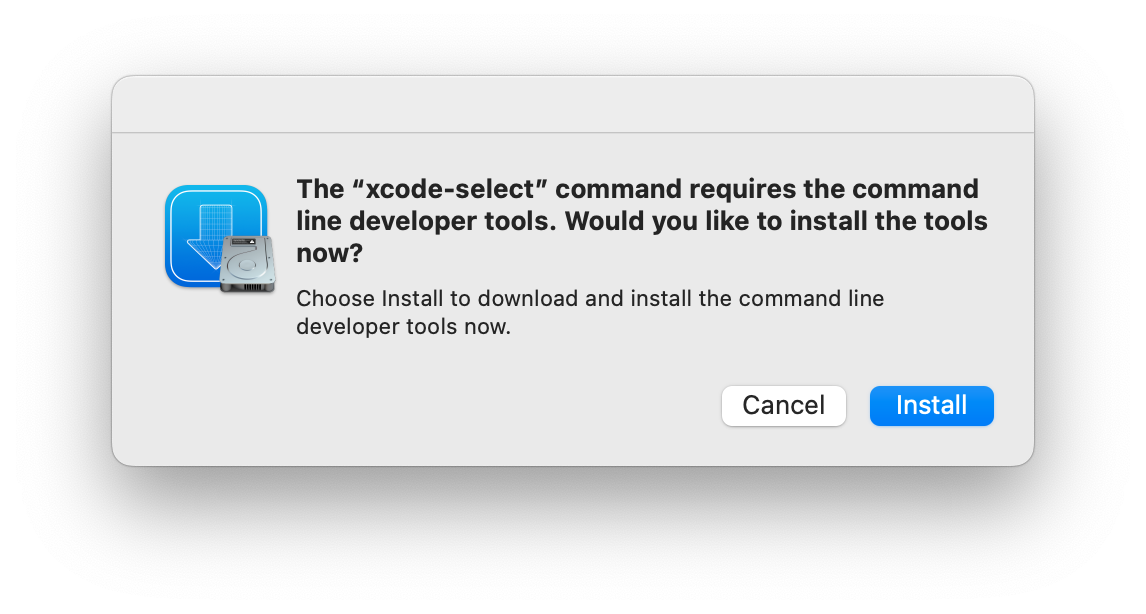 The “xcode-select” command requires the command
line developer tools. Would you like to install the tools
now?
Choose Install to download and install the command line
developer tools now.
Cancel
Install